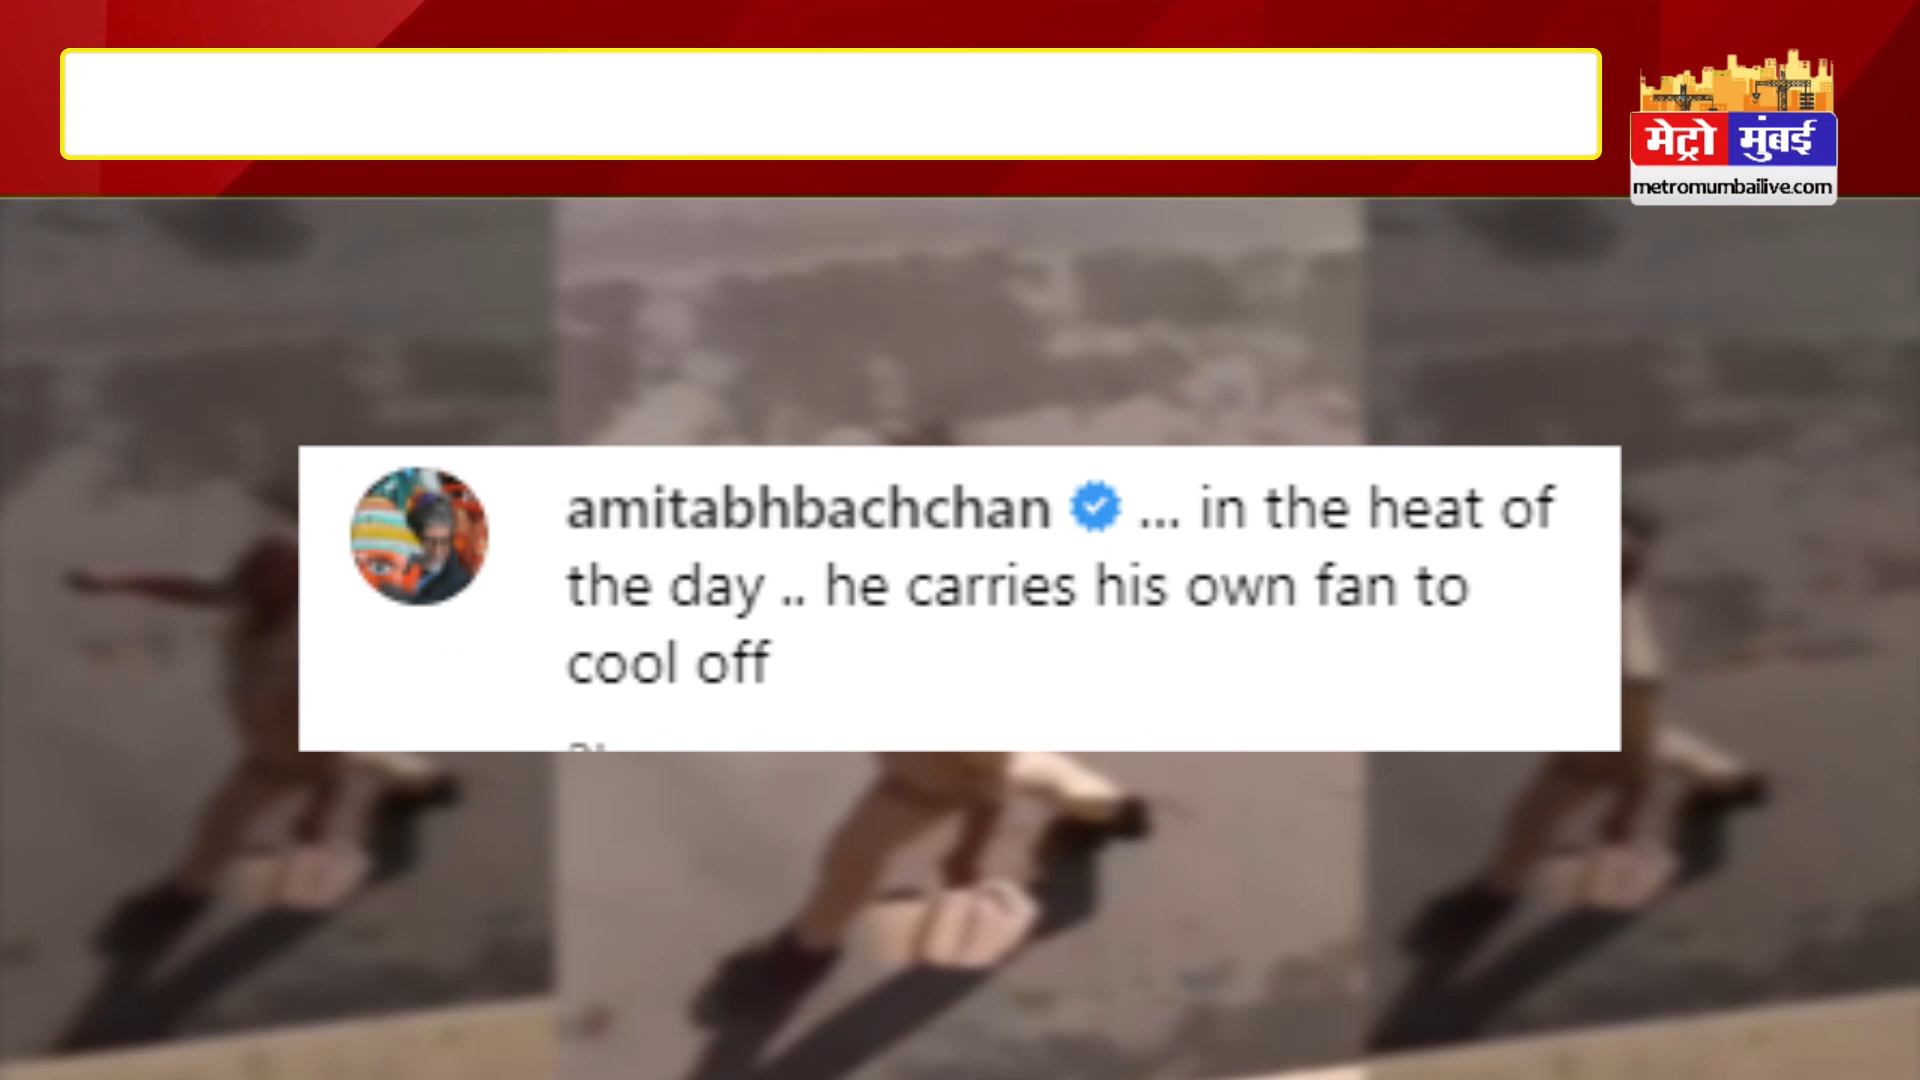 मेट्रो मुंबई
metromumbailive.com
amitabhbachchan ... in the heat of
the day .. he carries his own fan to
cool off